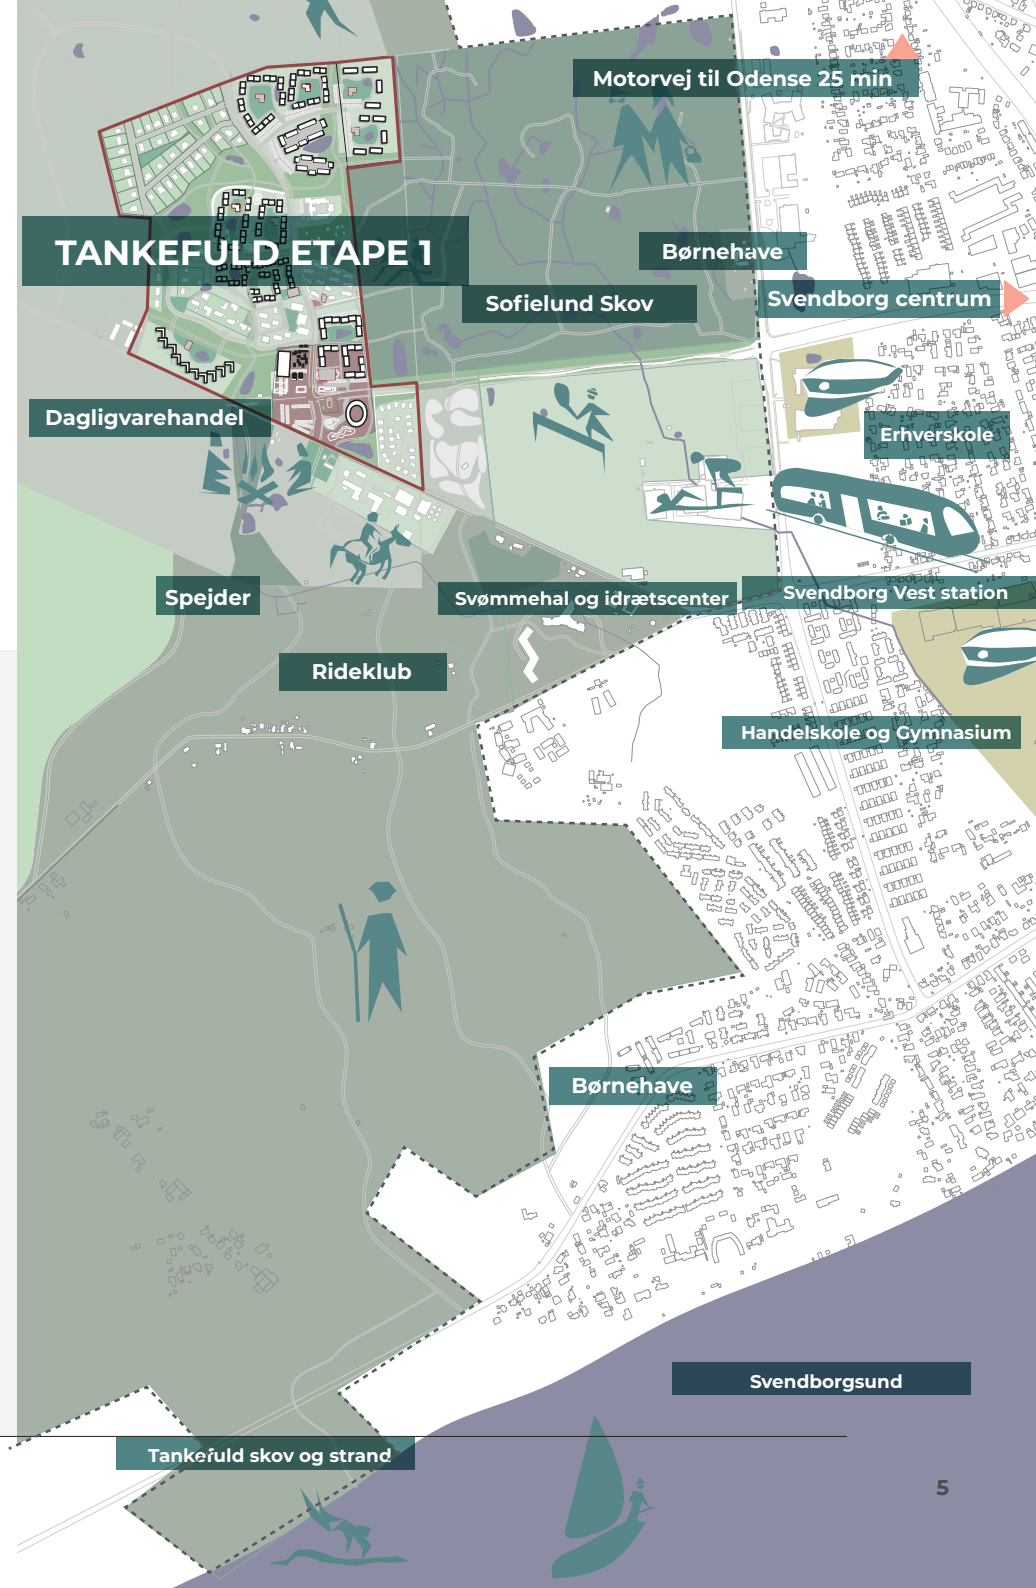 Motorvej til Odense 25 min
TANKEFULD ETAPE 1
Børnehave
Sofielund Skov
Svendborg centrum
Dagligvarehandel
Erhverskole
Spejder
Svømmehal og idrætscenter
Svendborg Vest station
Rideklub
Handelskole og Gymnasium
Børnehave
Svendborgsund
Tankefuld skov og strand
5